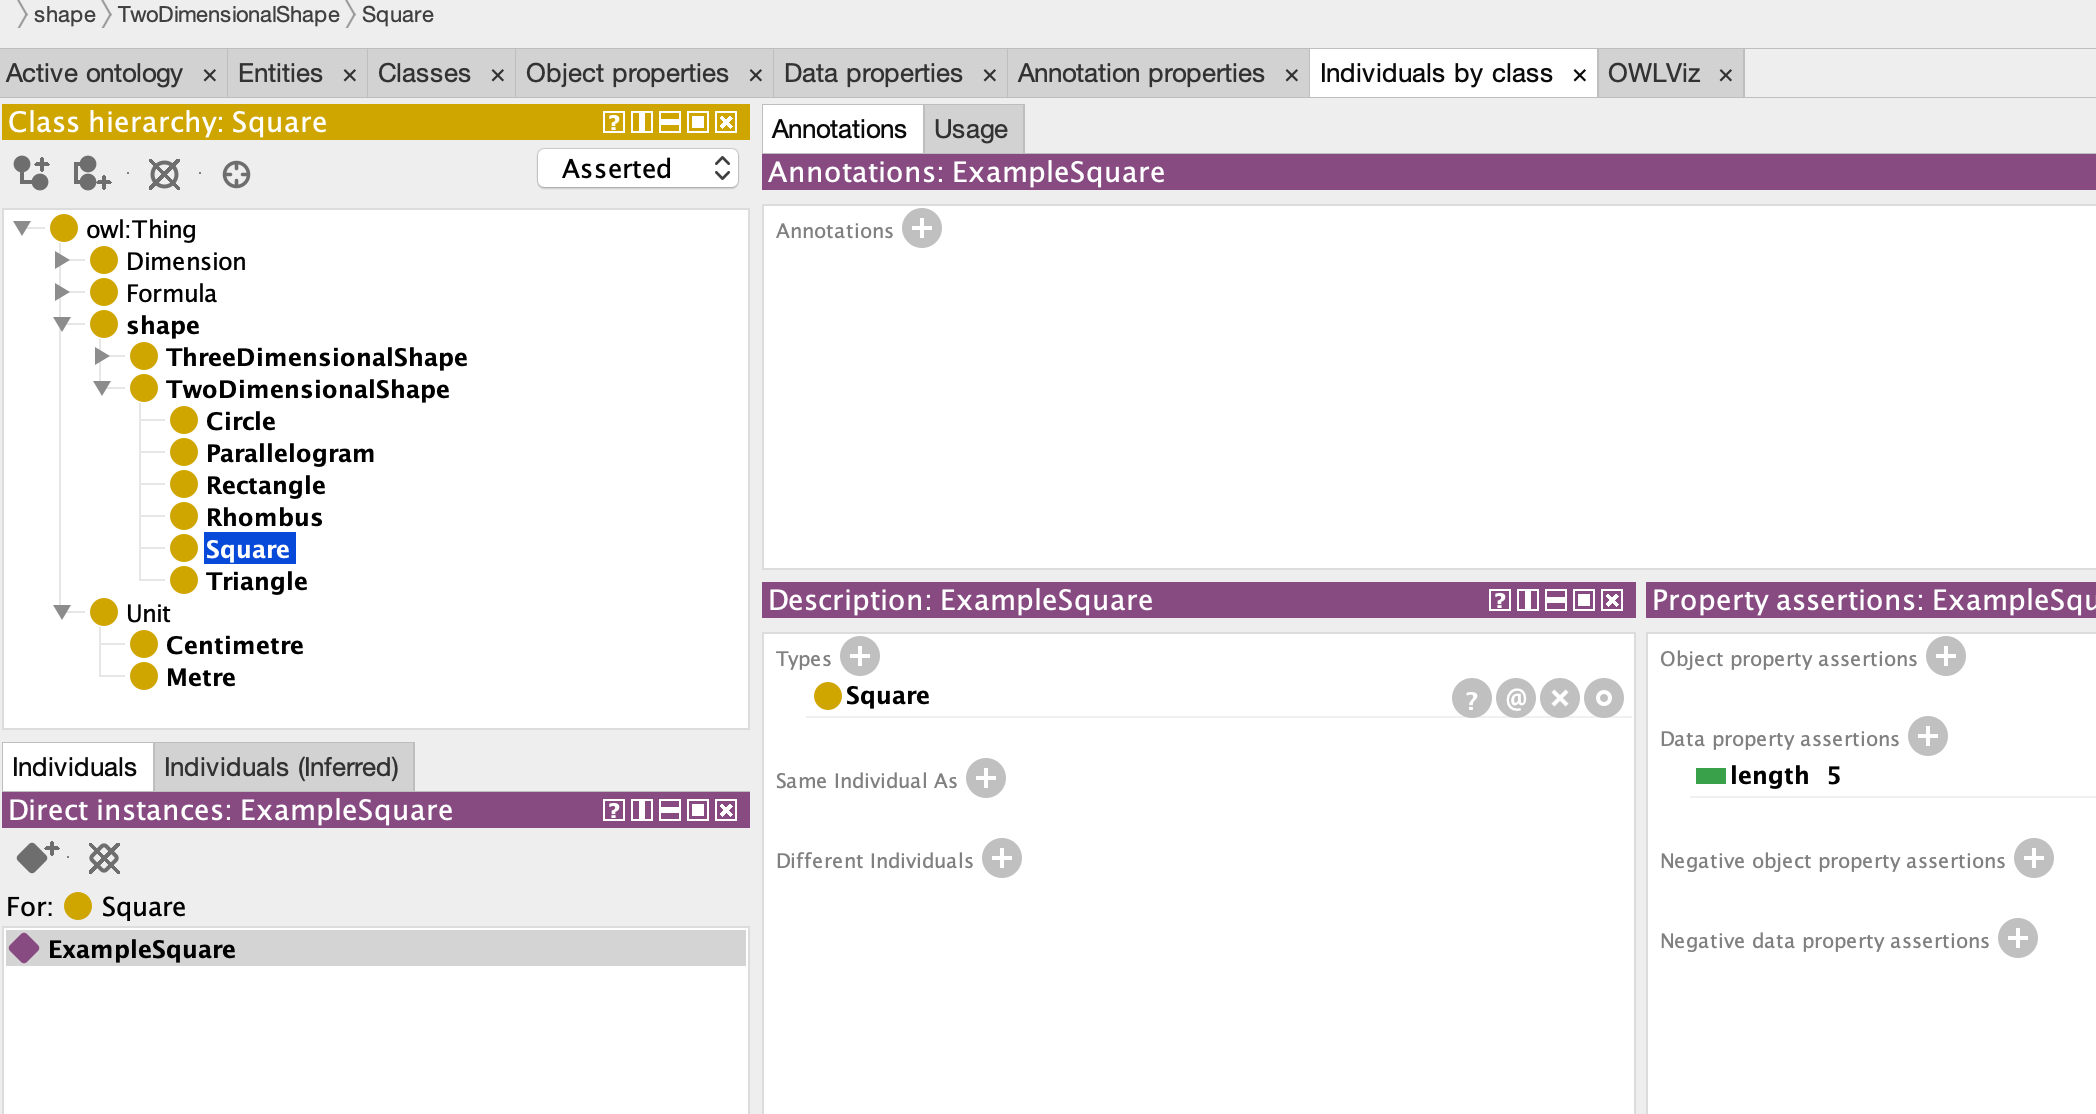 shape TwoDimensionalShape Square
Active ontology × Entities × Classes × Object properties × Data properties × Annotation properties × Individuals by class × OWLViz ×
Class hierarchy: Square
Asserted
owl:Thing
Dimension
Formula
shape
ThreeDimensionalShape
TwoDimensionalShape
Circle
Parallelogram
Rectangle
Rhombus
Square
Triangle
Unit
Centimetre
Metre
Individuals Individuals (Inferred)
Direct instances: ExampleSquare
For: Square
ExampleSquare
Annotations Usage
Annotations: ExampleSquare
Annotations
Description: ExampleSquare
Types
Square
? @
Same Individual As
Different Individuals
Property assertions: ExampleSqu
Object property assertions
Data property assertions
length 5
Negative object property assertions
Negative data property assertions